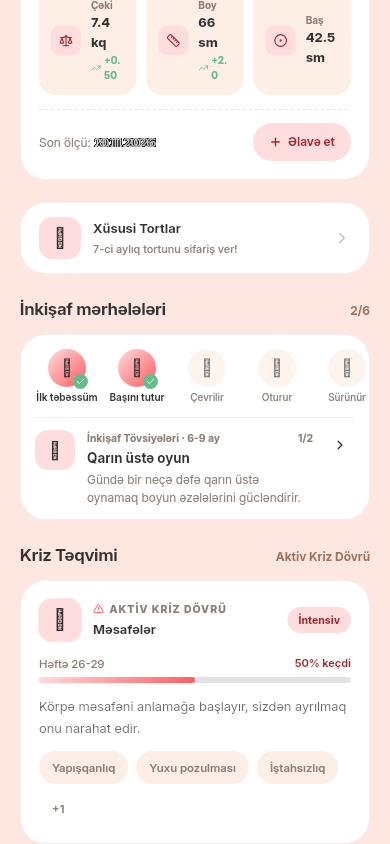 Çəki
7.4
kq
+0.
50
Boy
66
sm
+2.
0
Baş
42.5
sm
Son ölçü:
Əlavə et
Xüsusi Tortlar
7-ci aylıq tortunu sifariş ver!
İnkişaf mərhələləri
2/6
İlk təbəssüm
Başını tutur
Çevrilir
Oturur
Sürünür
İnkişaf Tövsiyələri · 6-9 ay
1/2
Qarın üstə oyun
Gündə bir neçə dəfə qarın üstə
oynamaq boyun əzələlərini gücləndirir.
Kriz Təqvimi
Aktiv Kriz Dövrü
AKTİV KRİZ DÖVRÜ
Məsafələr
İntensiv
Həftə 26-29
50% keçdi
Körpə məsafəni anlamağa başlayır, sizdən ayrılmaq
onu narahat edir.
Yapışqanlıq
Yuxu pozulması
İştahsızlıq
+1